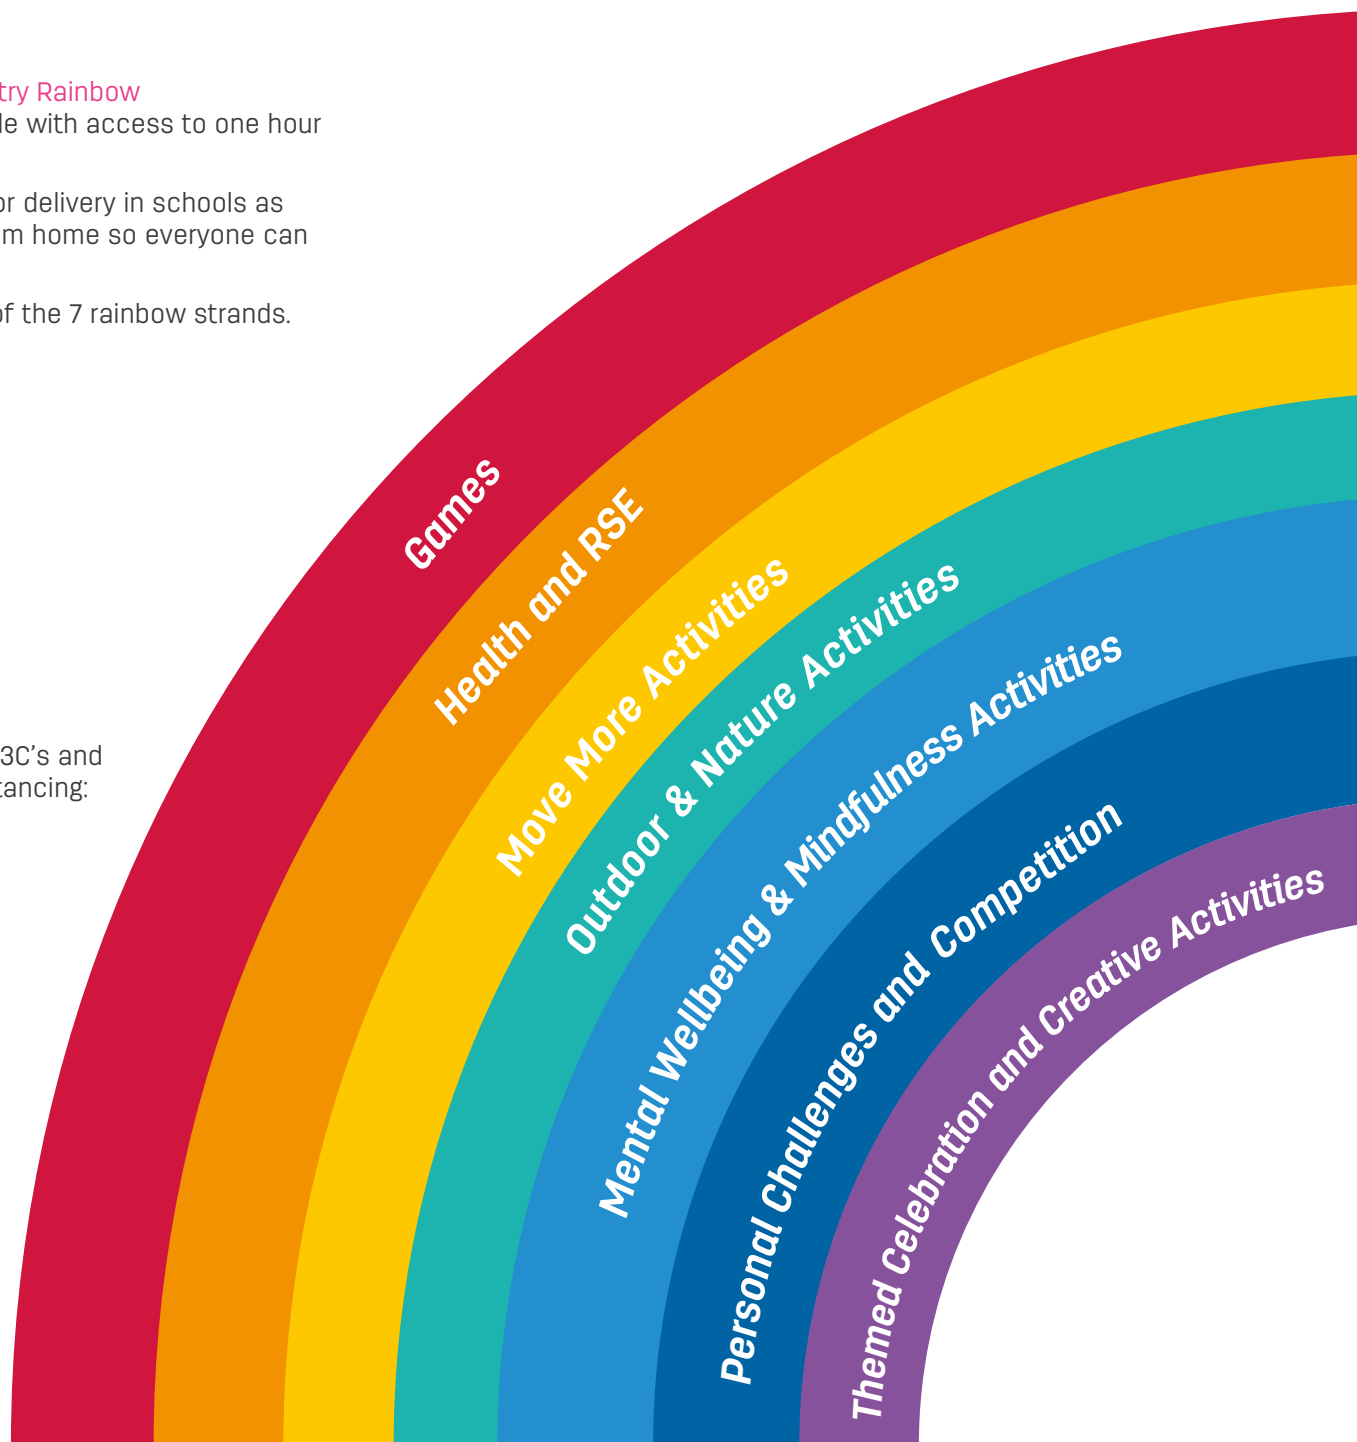 try Rainbow
le with access to one hour
or delivery in schools as
m home so everyone can
of the 7 rainbow strands.
3C’s and
tancing:
Games
Health and RSE
Move More Activities
Outdoor & Nature Activities
Mental Wellbeing & Mindfulness Activities
Personal Challenges and Competition
Themed Celebration and Creative Activities